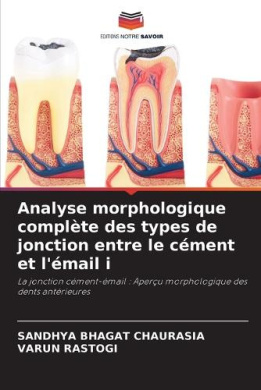 EDITIONS NOTRE SAVOIR
Analyse morphologique
complète des types de
jonction entre le cément
et l'émail i
La jonction cément-émail : Aperçu morphologique des
dents antérieures
SANDHYA BHAGAT CHAURASIA
VARUN RASTOGI